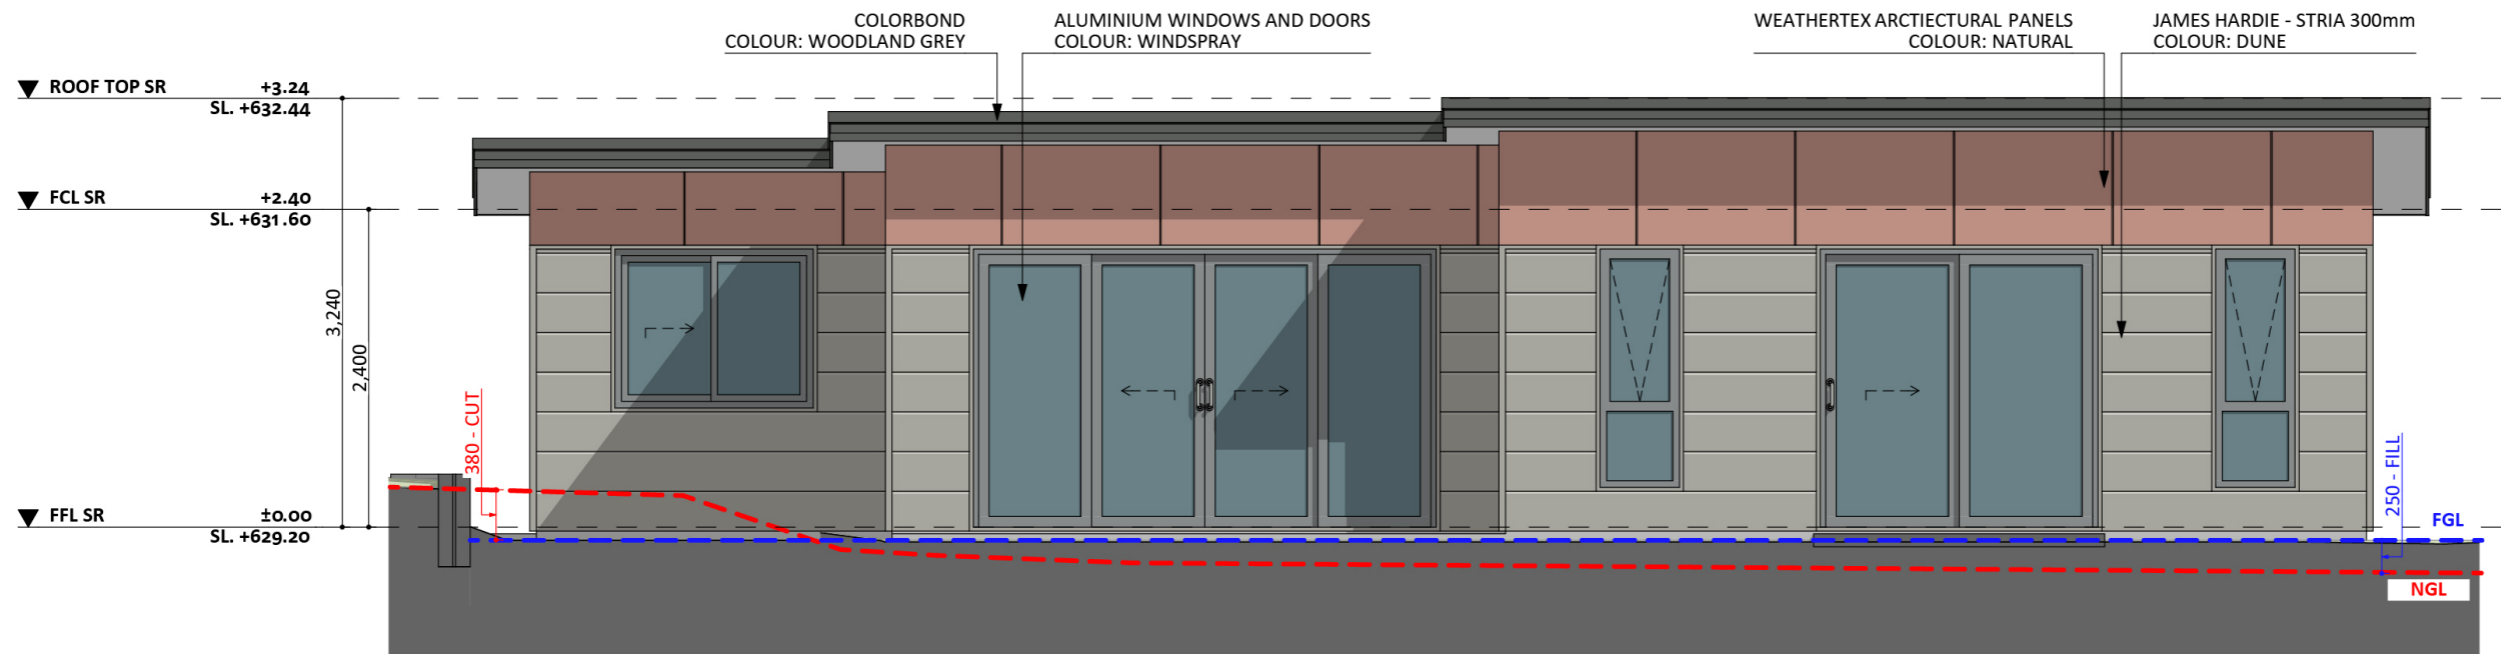 COLORBOND
COLOUR: WOODLAND GREY
ALUMINIUM WINDOWS AND DOORS
COLOUR: WINDSPRAY
WEATHERTEX ARCTIECTURAL PANELS
COLOUR: NATURAL
JAMES HARDIE - STRIA 300mm
COLOUR: DUNE
ROOF TOP SR +3.24
SL. +632.44
FCL SR +2.40
SL. +631.60
3,240
2,400
380 - CUT
250 - FILL
FFL SR ±0.00
SL. +629.20
FGL
NGL